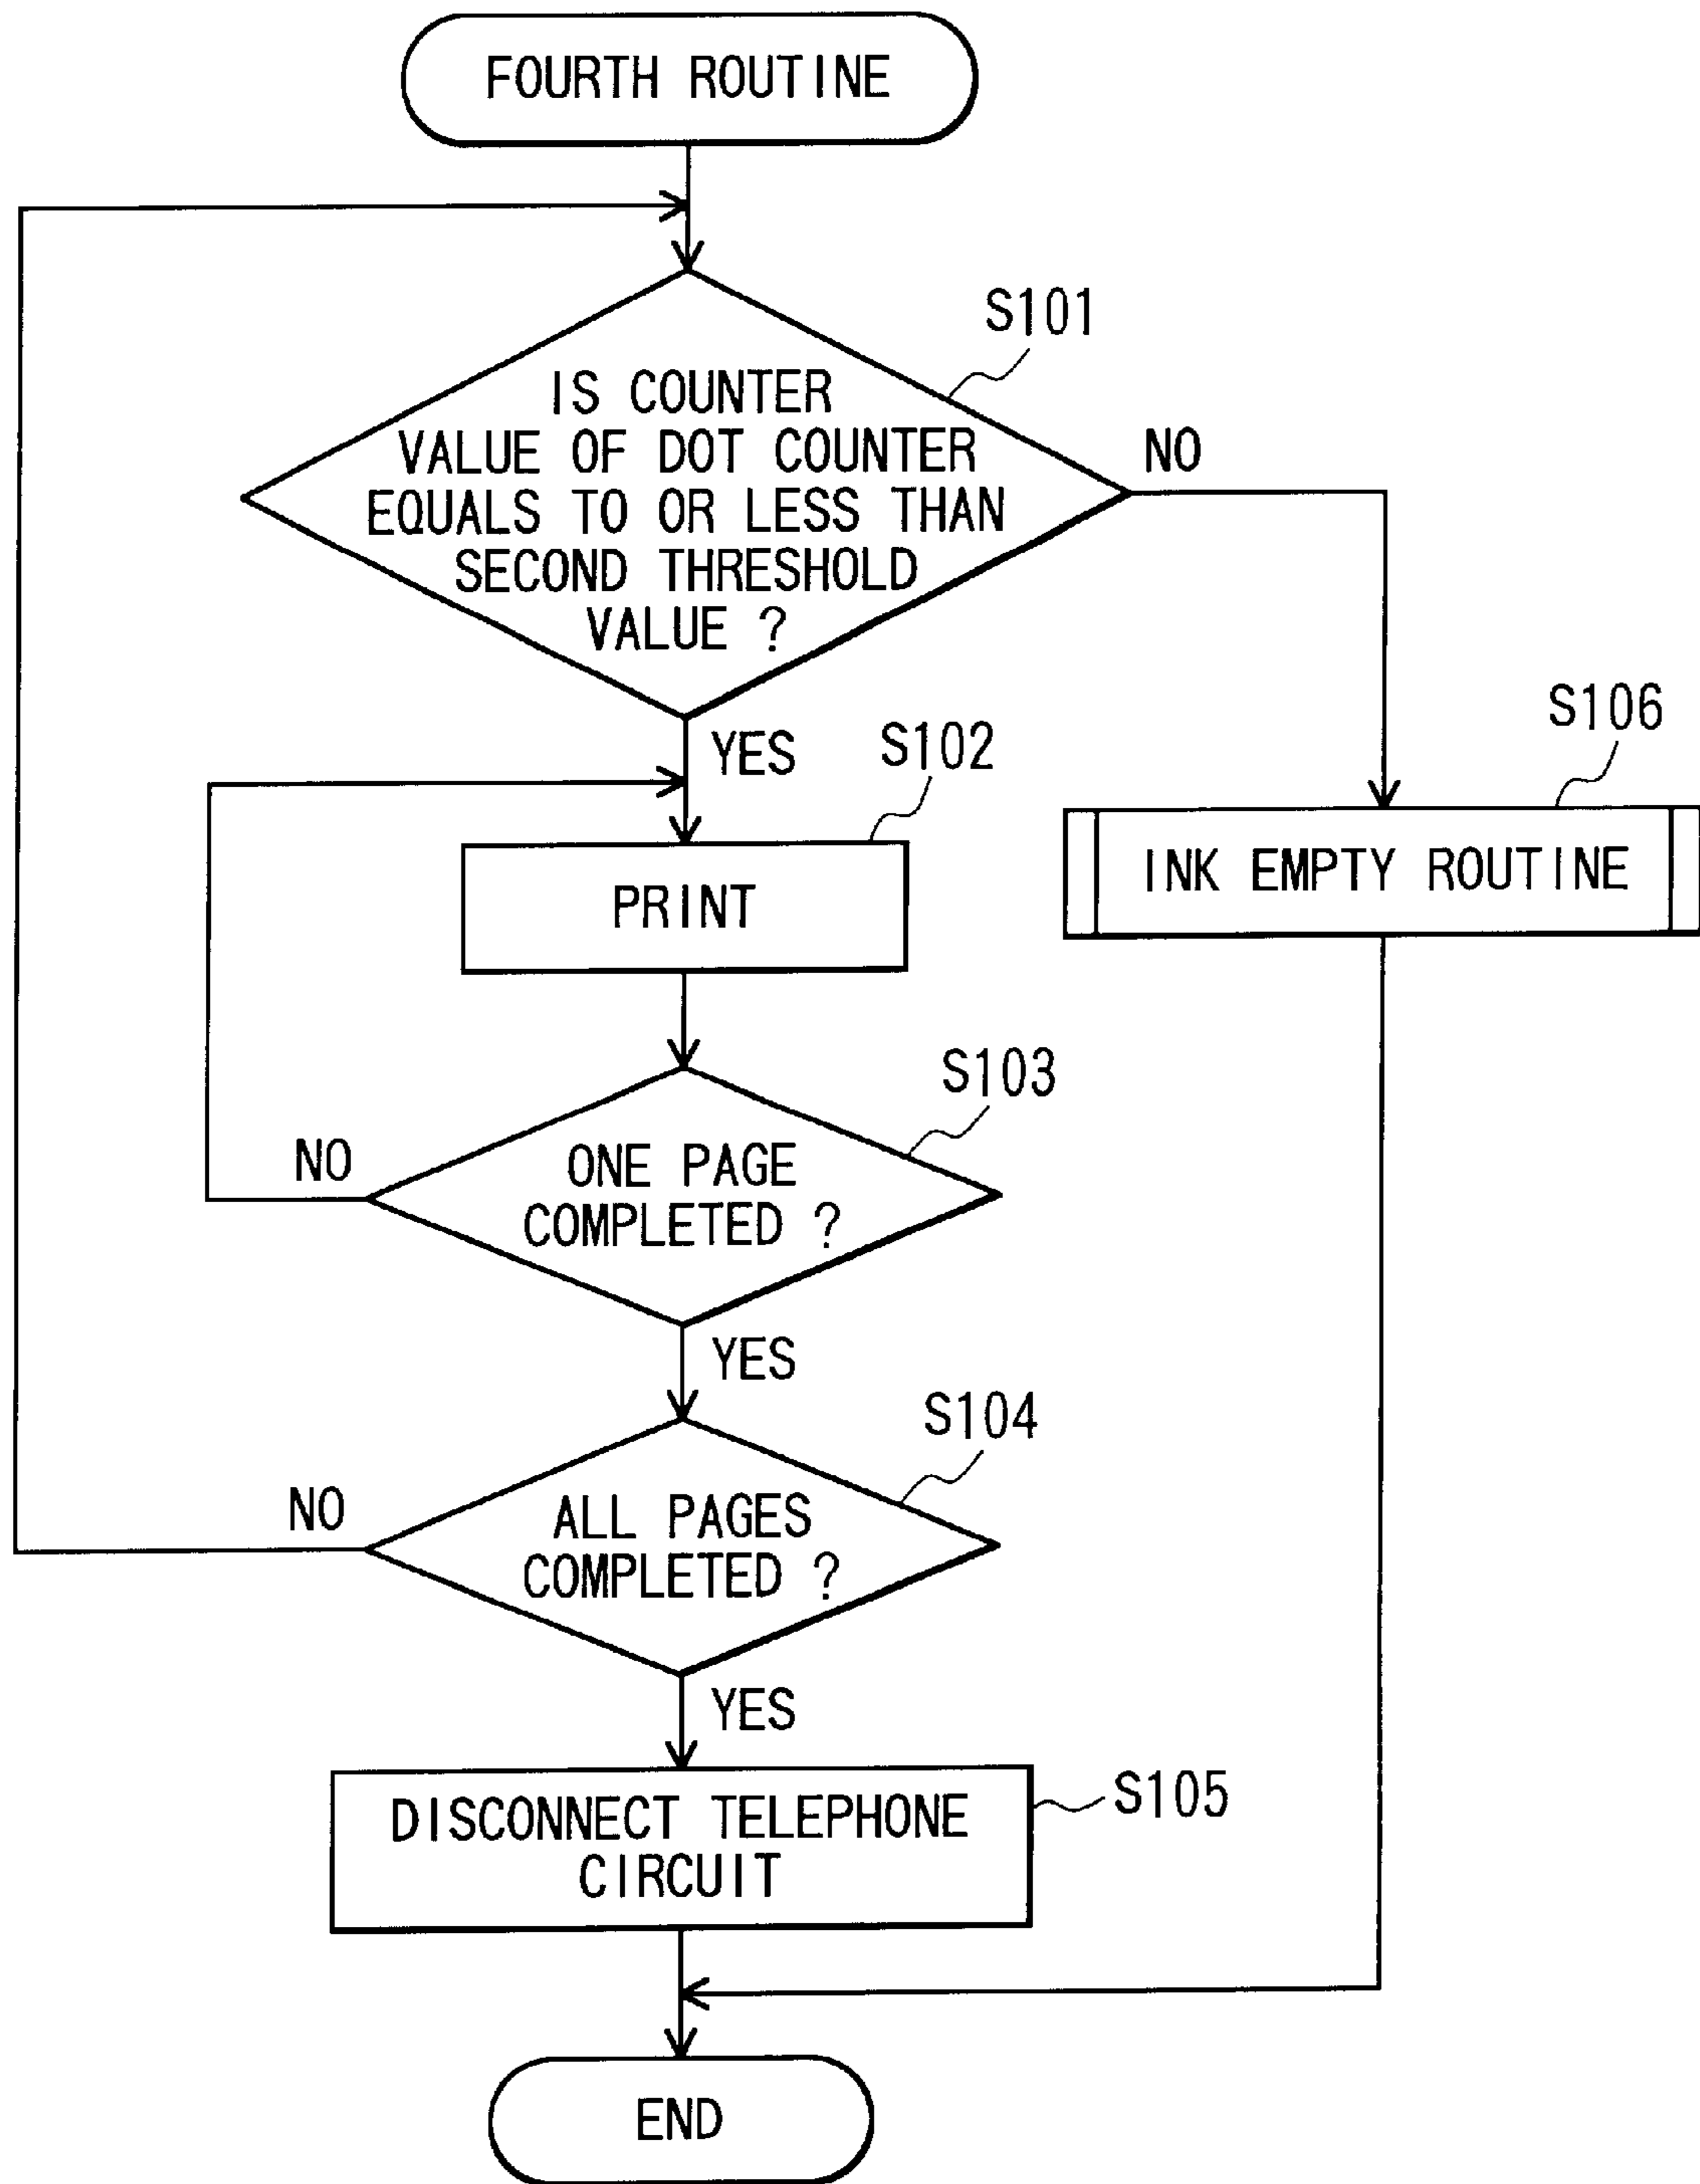 FOURTH ROUTINE
S101
IS COUNTER
VALUE OF DOT COUNTER
EQUALS TO OR LESS THAN
SECOND THRESHOLD
VALUE ?
NO
YES
S102
PRINT
S106
INK EMPTY ROUTINE
S103
ONE PAGE
COMPLETED ?
NO
YES
S104
ALL PAGES
COMPLETED ?
NO
YES
DISCONNECT TELEPHONE
CIRCUIT
S105
END